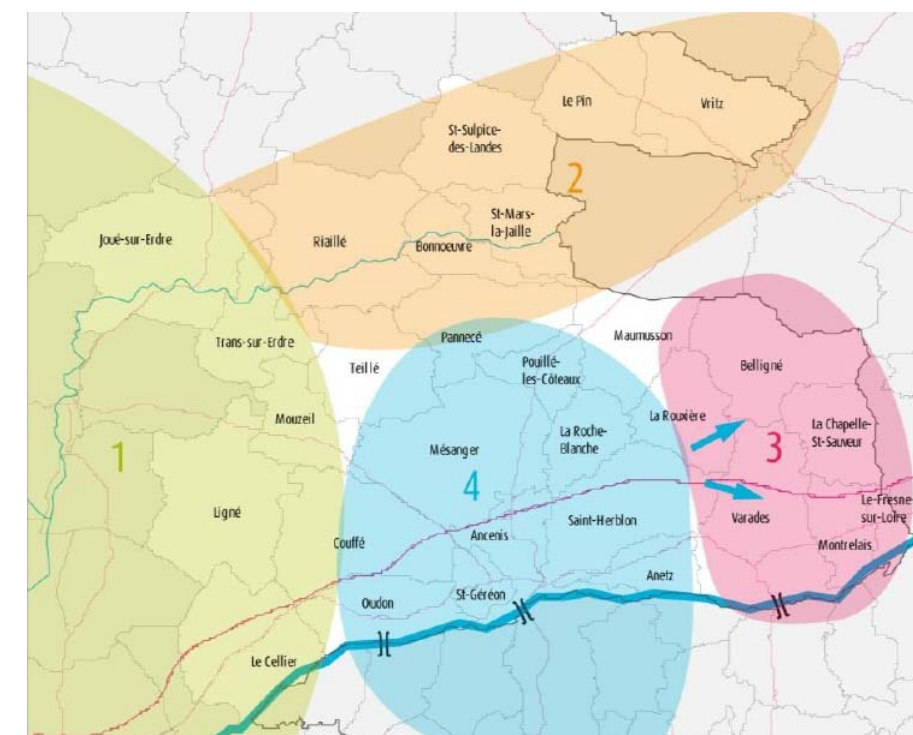 Le Pin
Vritz
St-Sulpice-
des-Landes
2
St-Mars-
la-Jaille
Joué-sur-Erdre
Riaillé
Bonnoeuvre
Trans-sur-Erdre
Pannecé
Maumusson
Teillé
Pouillé-
les-Côteaux
Belligné
Mouzeil
La Rouxière
La Chapelle-
St-Sauveur
La Roche-
Blanche
Mésanger
3
1
4
Le-Fresne
sur-Loire
Ligné
Saint-Herblon
Varades
Couffé
Ancenis
Montrelais
Anetz
St-Géréon
Oudon
Le Cellier